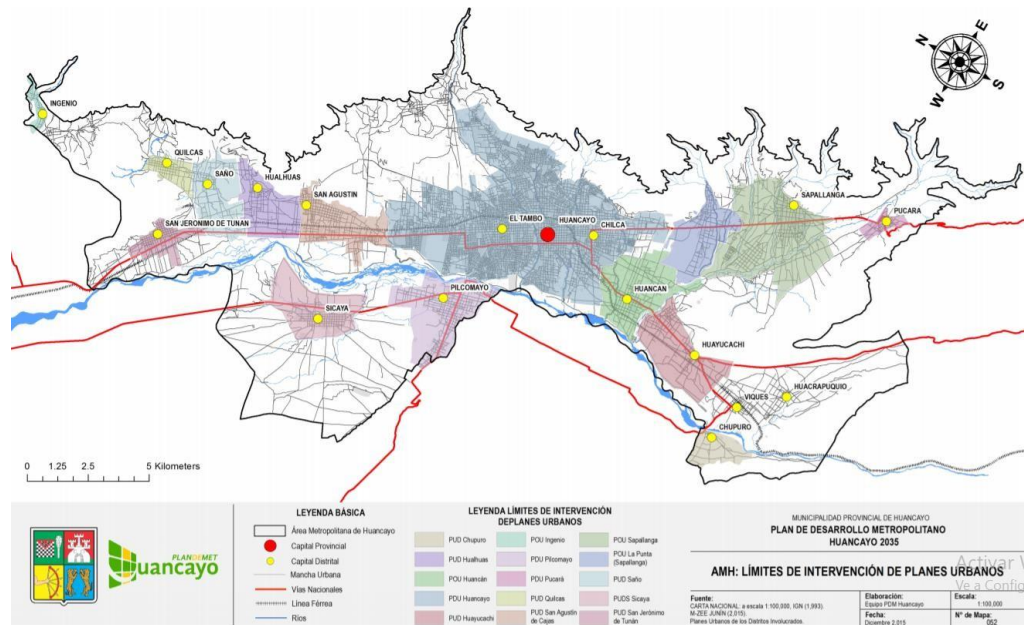 N
E
W
S
INGENIO
QUILCAS
SAÑO
HUALHUAS
SAN AGUSTIN
SAN JERONIMO DE TUNAN
EL TAMBO
HUANCAYO
CHILCA
SAPALLANGA
PUCARA
HUANCAN
PILCOMAYO
SICAYA
HUAYUCACHI
HUACRAPUQUIO
VIQUES
CHUPURO
0 1.25 2.5 5 Kilometers
PLANDEMET
Huancayo
LEYENDA BÁSICA
Área Metropolitana de Huancayo
Capital Provincial
Capital Distrital
Mancha Urbana
Vías Nacionales
Línea Férrea
Ríos
LEYENDA LÍMITES DE INTERVENCIÓN
DEPLANES URBANOS
PUD Chupuro
PUD Hualhuas
POU Huancán
PDU Huancayo
PUD Huayucachi
POU Ingenio
PDU Pilcomayo
PDU Pucará
PUD Quilcas
PUD San Agustín
de Cajas
POU Sapallanga
POU La Punta
(Sapallanga)
PUD Saño
PUDS Sicaya
PUD San Jerónimo
de Tunán
MUNICIPALIDAD PROVINCIAL DE HUANCAYO
PLAN DE DESARROLLO METROPOLITANO
HUANCAYO 2035
AMH: LÍMITES DE INTERVENCIÓN DE PLANES URBANOS
Activar
Ve a Config
Fuente:
CARTA NACIONAL: a escala 1:100,000, IGN (1,993).
M-ZEE JUNÍN (2,015).
Planes Urbanos de los Distritos Involucrados.
Elaboración:
Equipo PDM Huancayo
Fecha:
Diciembre 2,015
Escala:
1:100,000
N° de Mapa:
052